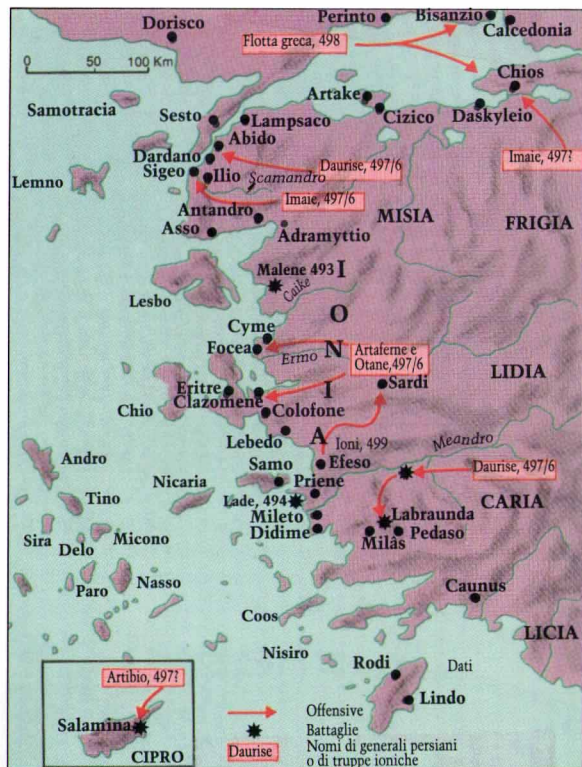 Dorisco
Perinto
Bisanzio
Calcedonia
Flotta greca, 498
0 50 100 Km
Chios
Samotracia
Artake
Sesto
Lampsaco
Cizico
Daskyleio
Abido
Dardano
Daurise, 497/6
Imaie, 497?
Sigeo
Ilio
Scamandro
Lemno
Imaie, 497/6
Antandro
MISIA
FRIGIA
Asso
Adramyttio
Malene 493
Lesbo
Caike
IONIA
Cyme
Focea
Ermo
Artaferne e
Otane, 497/6
LIDIA
Eritre
Clazomene
Sardi
Chio
Colofone
Lebedo
Ioni, 499
Meandro
Andro
Samo
Efeso
Daurise, 497/6
Nicaria
Priene
CARIA
Tino
Lade, 494
Mileto
Labraunda
Sira
Delo
Micono
Didime
Milas
Pedaso
Paro
Nasso
Caunus
Coos
LICIA
Nisiro
Rodi
Dati
Artibio, 497?
Lindo
Salamina
CIPRO
Offensive
Battaglie
Daurise
Nomi di generali persiani
o di truppe ioniche